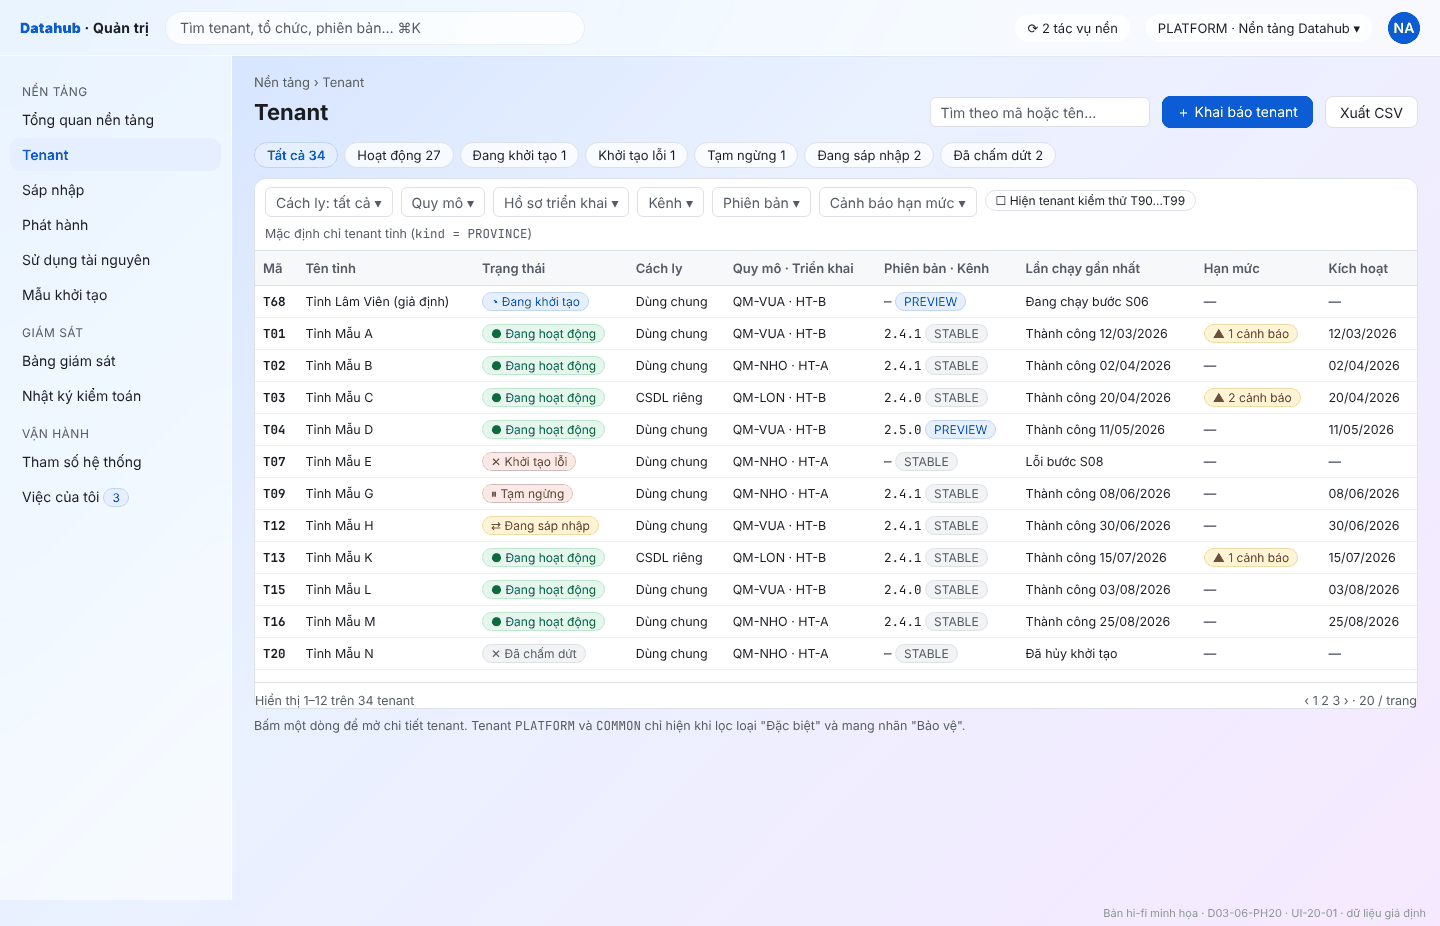 Datahub · Quản trị
Tìm tenant, tổ chức, phiên bản... ⌘K
⟳ 2 tác vụ nền
PLATFORM · Nền tảng Datahub ▾
NA
NỀN TẢNG
Tổng quan nền tảng
Tenant
Sáp nhập
Phát hành
Sử dụng tài nguyên
Mẫu khởi tạo
GIÁM SÁT
Bảng giám sát
Nhật ký kiểm toán
VẬN HÀNH
Tham số hệ thống
Việc của tôi 3
Nền tảng › Tenant
Tenant
Tìm theo mã hoặc tên...
+ Khai báo tenant
Xuất CSV
Tất cả 34 Hoạt động 27 Đang khởi tạo 1 Khởi tạo lỗi 1 Tạm ngừng 1 Đang sáp nhập 2 Đã chấm dứt 2
Cách ly: tất cả ▾ Quy mô ▾ Hồ sơ triển khai ▾ Kênh ▾ Phiên bản ▾ Cảnh báo hạn mức ▾ ☐ Hiện tenant kiểm thử T90...T99
Mặc định chỉ tenant tỉnh (kind = PROVINCE)
Mã Tên tỉnh Trạng thái Cách ly Quy mô · Triển khai Phiên bản · Kênh Lần chạy gần nhất Hạn mức Kích hoạt
T68 Tỉnh Lâm Viên (giả định) Đang khởi tạo Dùng chung QM-VUA · HT-B — PREVIEW Đang chạy bước S06 — —
T01 Tỉnh Mẫu A ● Đang hoạt động Dùng chung QM-VUA · HT-B 2.4.1 STABLE Thành công 12/03/2026 ▲ 1 cảnh báo 12/03/2026
T02 Tỉnh Mẫu B ● Đang hoạt động Dùng chung QM-NHO · HT-A 2.4.1 STABLE Thành công 02/04/2026 — 02/04/2026
T03 Tỉnh Mẫu C ● Đang hoạt động CSDL riêng QM-LON · HT-B 2.4.0 STABLE Thành công 20/04/2026 ▲ 2 cảnh báo 20/04/2026
T04 Tỉnh Mẫu D ● Đang hoạt động Dùng chung QM-VUA · HT-B 2.5.0 PREVIEW Thành công 11/05/2026 — 11/05/2026
T07 Tỉnh Mẫu E ✕ Khởi tạo lỗi Dùng chung QM-NHO · HT-A — STABLE Lỗi bước S08 — —
T09 Tỉnh Mẫu G ⏸ Tạm ngừng Dùng chung QM-NHO · HT-A 2.4.1 STABLE Thành công 08/06/2026 — 08/06/2026
T12 Tỉnh Mẫu H ⇄ Đang sáp nhập Dùng chung QM-VUA · HT-B 2.4.1 STABLE Thành công 30/06/2026 — 30/06/2026
T13 Tỉnh Mẫu K ● Đang hoạt động CSDL riêng QM-LON · HT-B 2.4.1 STABLE Thành công 15/07/2026 ▲ 1 cảnh báo 15/07/2026
T15 Tỉnh Mẫu L ● Đang hoạt động Dùng chung QM-VUA · HT-B 2.4.0 STABLE Thành công 03/08/2026 — 03/08/2026
T16 Tỉnh Mẫu M ● Đang hoạt động Dùng chung QM-NHO · HT-A 2.4.1 STABLE Thành công 25/08/2026 — 25/08/2026
T20 Tỉnh Mẫu N ✕ Đã chấm dứt Dùng chung QM-NHO · HT-A — STABLE Đã hủy khởi tạo — —
Hiển thị 1–12 trên 34 tenant
‹ 1 2 3 › · 20 / trang
Bấm một dòng để mở chi tiết tenant. Tenant PLATFORM và COMMON chỉ hiện khi lọc loại "Đặc biệt" và mang nhãn "Bảo vệ".
Bản hi-fi minh họa · D03-06-PH20 · UI-20-01 · dữ liệu giả định